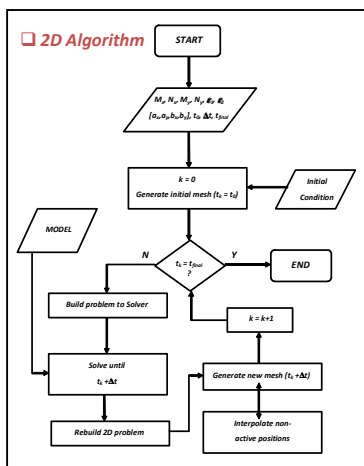 ❑ 2D Algorithm
START
Mx, Nx, My, Ny, ε1, ε2
[ax,ay,bx,by], t0, Δt, tfinal
k = 0
Generate initial mesh (tk = t0)
Initial
Condition
MODEL
N
tk = tfinal
?
Y
END
Build problem to Solver
k = k+1
Solve until
tk +Δt
Generate new mesh (tk +Δt)
Rebuild 2D problem
Interpolate non-
active positions